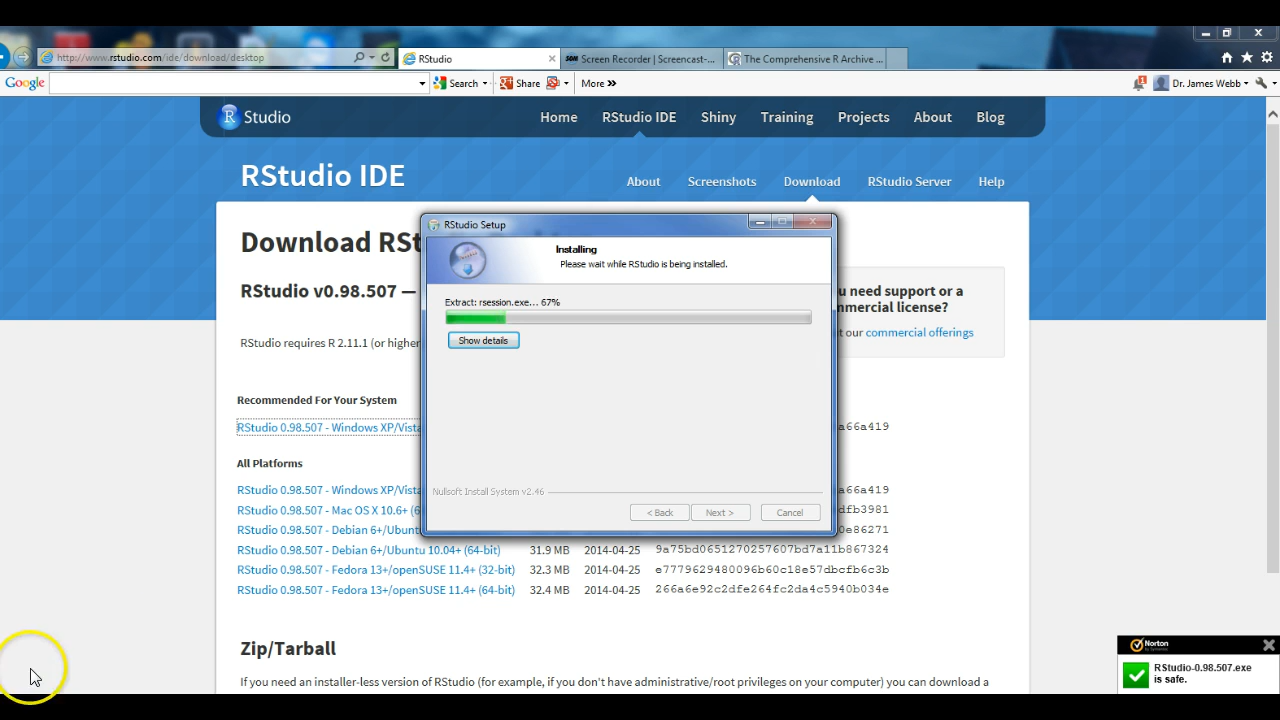 http://www.rstudio.com/ide/download/desktop
RStudio
Screen Recorder | Screencast-...
The Comprehensive R Archive ...
Google
Search
Share
More »
Dr. James Webb
R Studio
Home
RStudio IDE
Shiny
Training
Projects
About
Blog
RStudio IDE
About
Screenshots
Download
RStudio Server
Help
Download RSt
RStudio v0.98.507 —
RStudio requires R 2.11.1 (or higher
u need support or a
mmercial license?
t our commercial offerings
RStudio Setup
Installing
Please wait while RStudio is being installed.
Extract: rsession.exe... 67%
Show details
Nullsoft Install System v2.46
< Back
Next >
Cancel
Recommended For Your System
RStudio 0.98.507 - Windows XP/Vista
a66a419
All Platforms
RStudio 0.98.507 - Windows XP/Vista
a66a419
RStudio 0.98.507 - Mac OS X 10.6+ (6
dfb3981
RStudio 0.98.507 - Debian 6+/Ubuntu
0e86271
RStudio 0.98.507 - Debian 6+/Ubuntu 10.04+ (64-bit) 31.9 MB 2014-04-25 9a75bd0651270257607bd7a11b867324
RStudio 0.98.507 - Fedora 13+/openSUSE 11.4+ (32-bit) 32.3 MB 2014-04-25 e7779629480096b60c18e57dbcfb6c3b
RStudio 0.98.507 - Fedora 13+/openSUSE 11.4+ (64-bit) 32.4 MB 2014-04-25 266a6e92c2dfe264fc2da4c5940b034e
Zip/Tarball
If you need an installer-less version of RStudio (for example, if you don't have administrative/root privileges on your computer) you can download a
Norton
by Symantec
RStudio-0.98.507.exe
is safe.